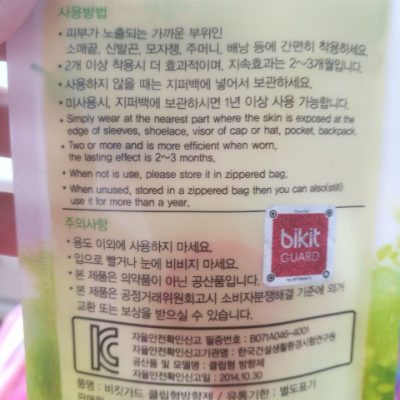 사용방법
• 피부가 노출되는 가까운 부위인
소매끝, 신발끈, 모자챙, 주머니, 배낭 등에 간편히 착용하세요.
• 2개 이상 착용시 더 효과적이며, 지속효과는 2~3개월입니다.
• 사용하지 않을 때는 지퍼백에 넣어서 보관하세요.
• 미사용시, 지퍼백에 보관하시면 1년 이상 사용 가능합니다.
• Simply wear at the nearest part where the skin is exposed at the
edge of sleeves, shoelace, visor of cap or hat, pocket, backpack.
• Two or more and is more efficient when worn,
the lasting effect is 2~3 months.
• When not is use, please store it in zippered bag.
• When unused, stored in a zippered bag then you can also(still)
use it for more than a year.
주의사항
• 용도 이외에 사용하지 마세요.
• 입으로 빨거나 눈에 비비지 마세요.
• 본 제품은 의약품이 아닌 공산품입니다.
• 본 제품은 공정거래위원회고시 소비자분쟁해결 기준에 의거
교환 또는 보상을 받으실 수 있습니다.
bikit
GUARD
자율안전확인신고 필증번호 : B071A046-4001
자율안전확인신고기관명 : 한국건설생활환경시험연구원
공산품 및 모델명 : 클립형 방향제
자율안전확인신고일 : 2014.10.30
품명 : 비킷가드 클립형방향제 / 유통기한 : 별도표기